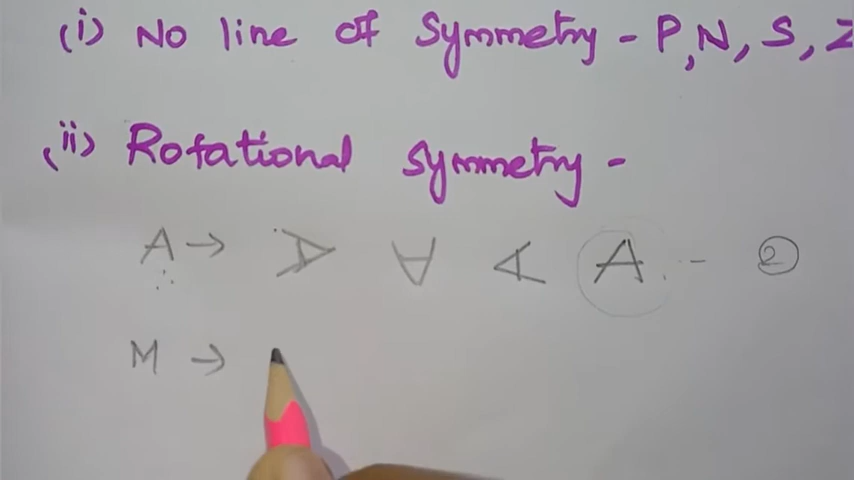 (i) No line of Symmetry - P, N, S, Z
(ii) Rotational Symmetry -
A → A A A A - 2
M →